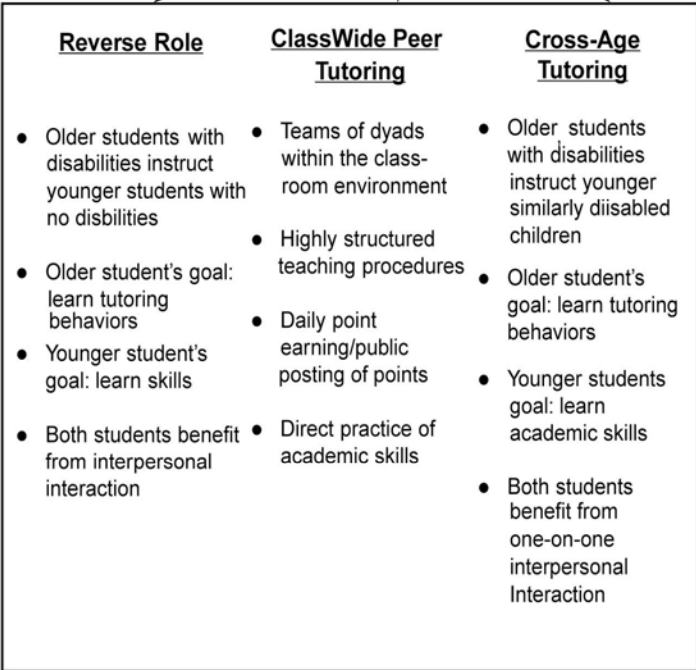 Reverse Role
● Older students with
disabilities instruct
younger students with
no disbilities
● Older student's goal:
learn tutoring
behaviors
● Younger student's
goal: learn skills
● Both students benefit
from interpersonal
interaction
ClassWide Peer
Tutoring
● Teams of dyads
within the class-
room environment
● Highly structured
teaching procedures
● Daily point
earning/public
posting of points
● Direct practice of
academic skills
Cross-Age
Tutoring
● Older students
with disabilities
instruct younger
similarly diisabled
children
● Older student's
goal: learn tutoring
behaviors
● Younger students
goal: learn
academic skills
● Both students
benefit from
one-on-one
interpersonal
Interaction